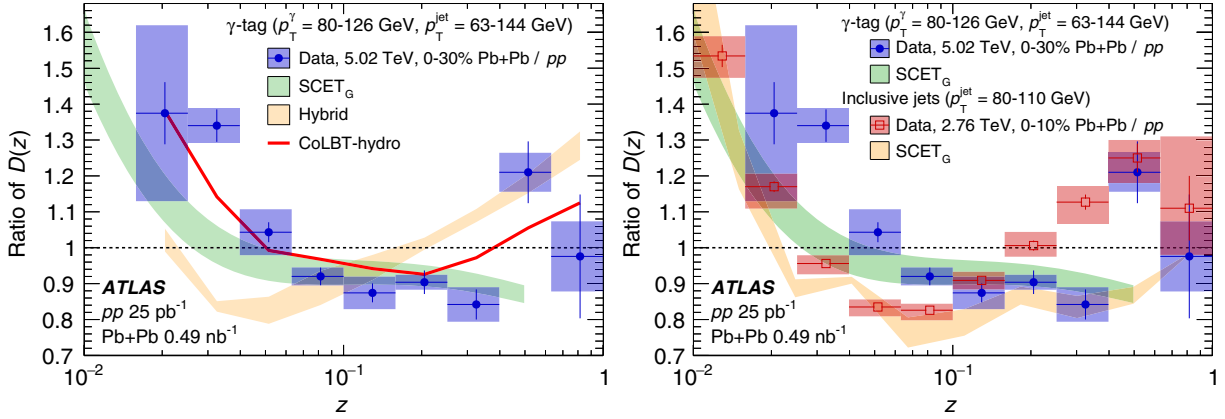 γ-tag (p_T^γ = 80-126 GeV, p_T^jet = 63-144 GeV)
Data, 5.02 TeV, 0-30% Pb+Pb / pp
SCET_G
Hybrid
CoLBT-hydro
Ratio of D(z)
1.6
1.5
1.4
1.3
1.2
1.1
1
0.9
0.8
0.7
ATLAS
pp 25 pb⁻¹
Pb+Pb 0.49 nb⁻¹
10⁻² 10⁻¹ 1
z
γ-tag (p_T^γ = 80-126 GeV, p_T^jet = 63-144 GeV)
Data, 5.02 TeV, 0-30% Pb+Pb / pp
SCET_G
Inclusive jets (p_T^jet = 80-110 GeV)
Data, 2.76 TeV, 0-10% Pb+Pb / pp
SCET_G
Ratio of D(z)
1.6
1.5
1.4
1.3
1.2
1.1
1
0.9
0.8
0.7
ATLAS
pp 25 pb⁻¹
Pb+Pb 0.49 nb⁻¹
10⁻² 10⁻¹ 1
z